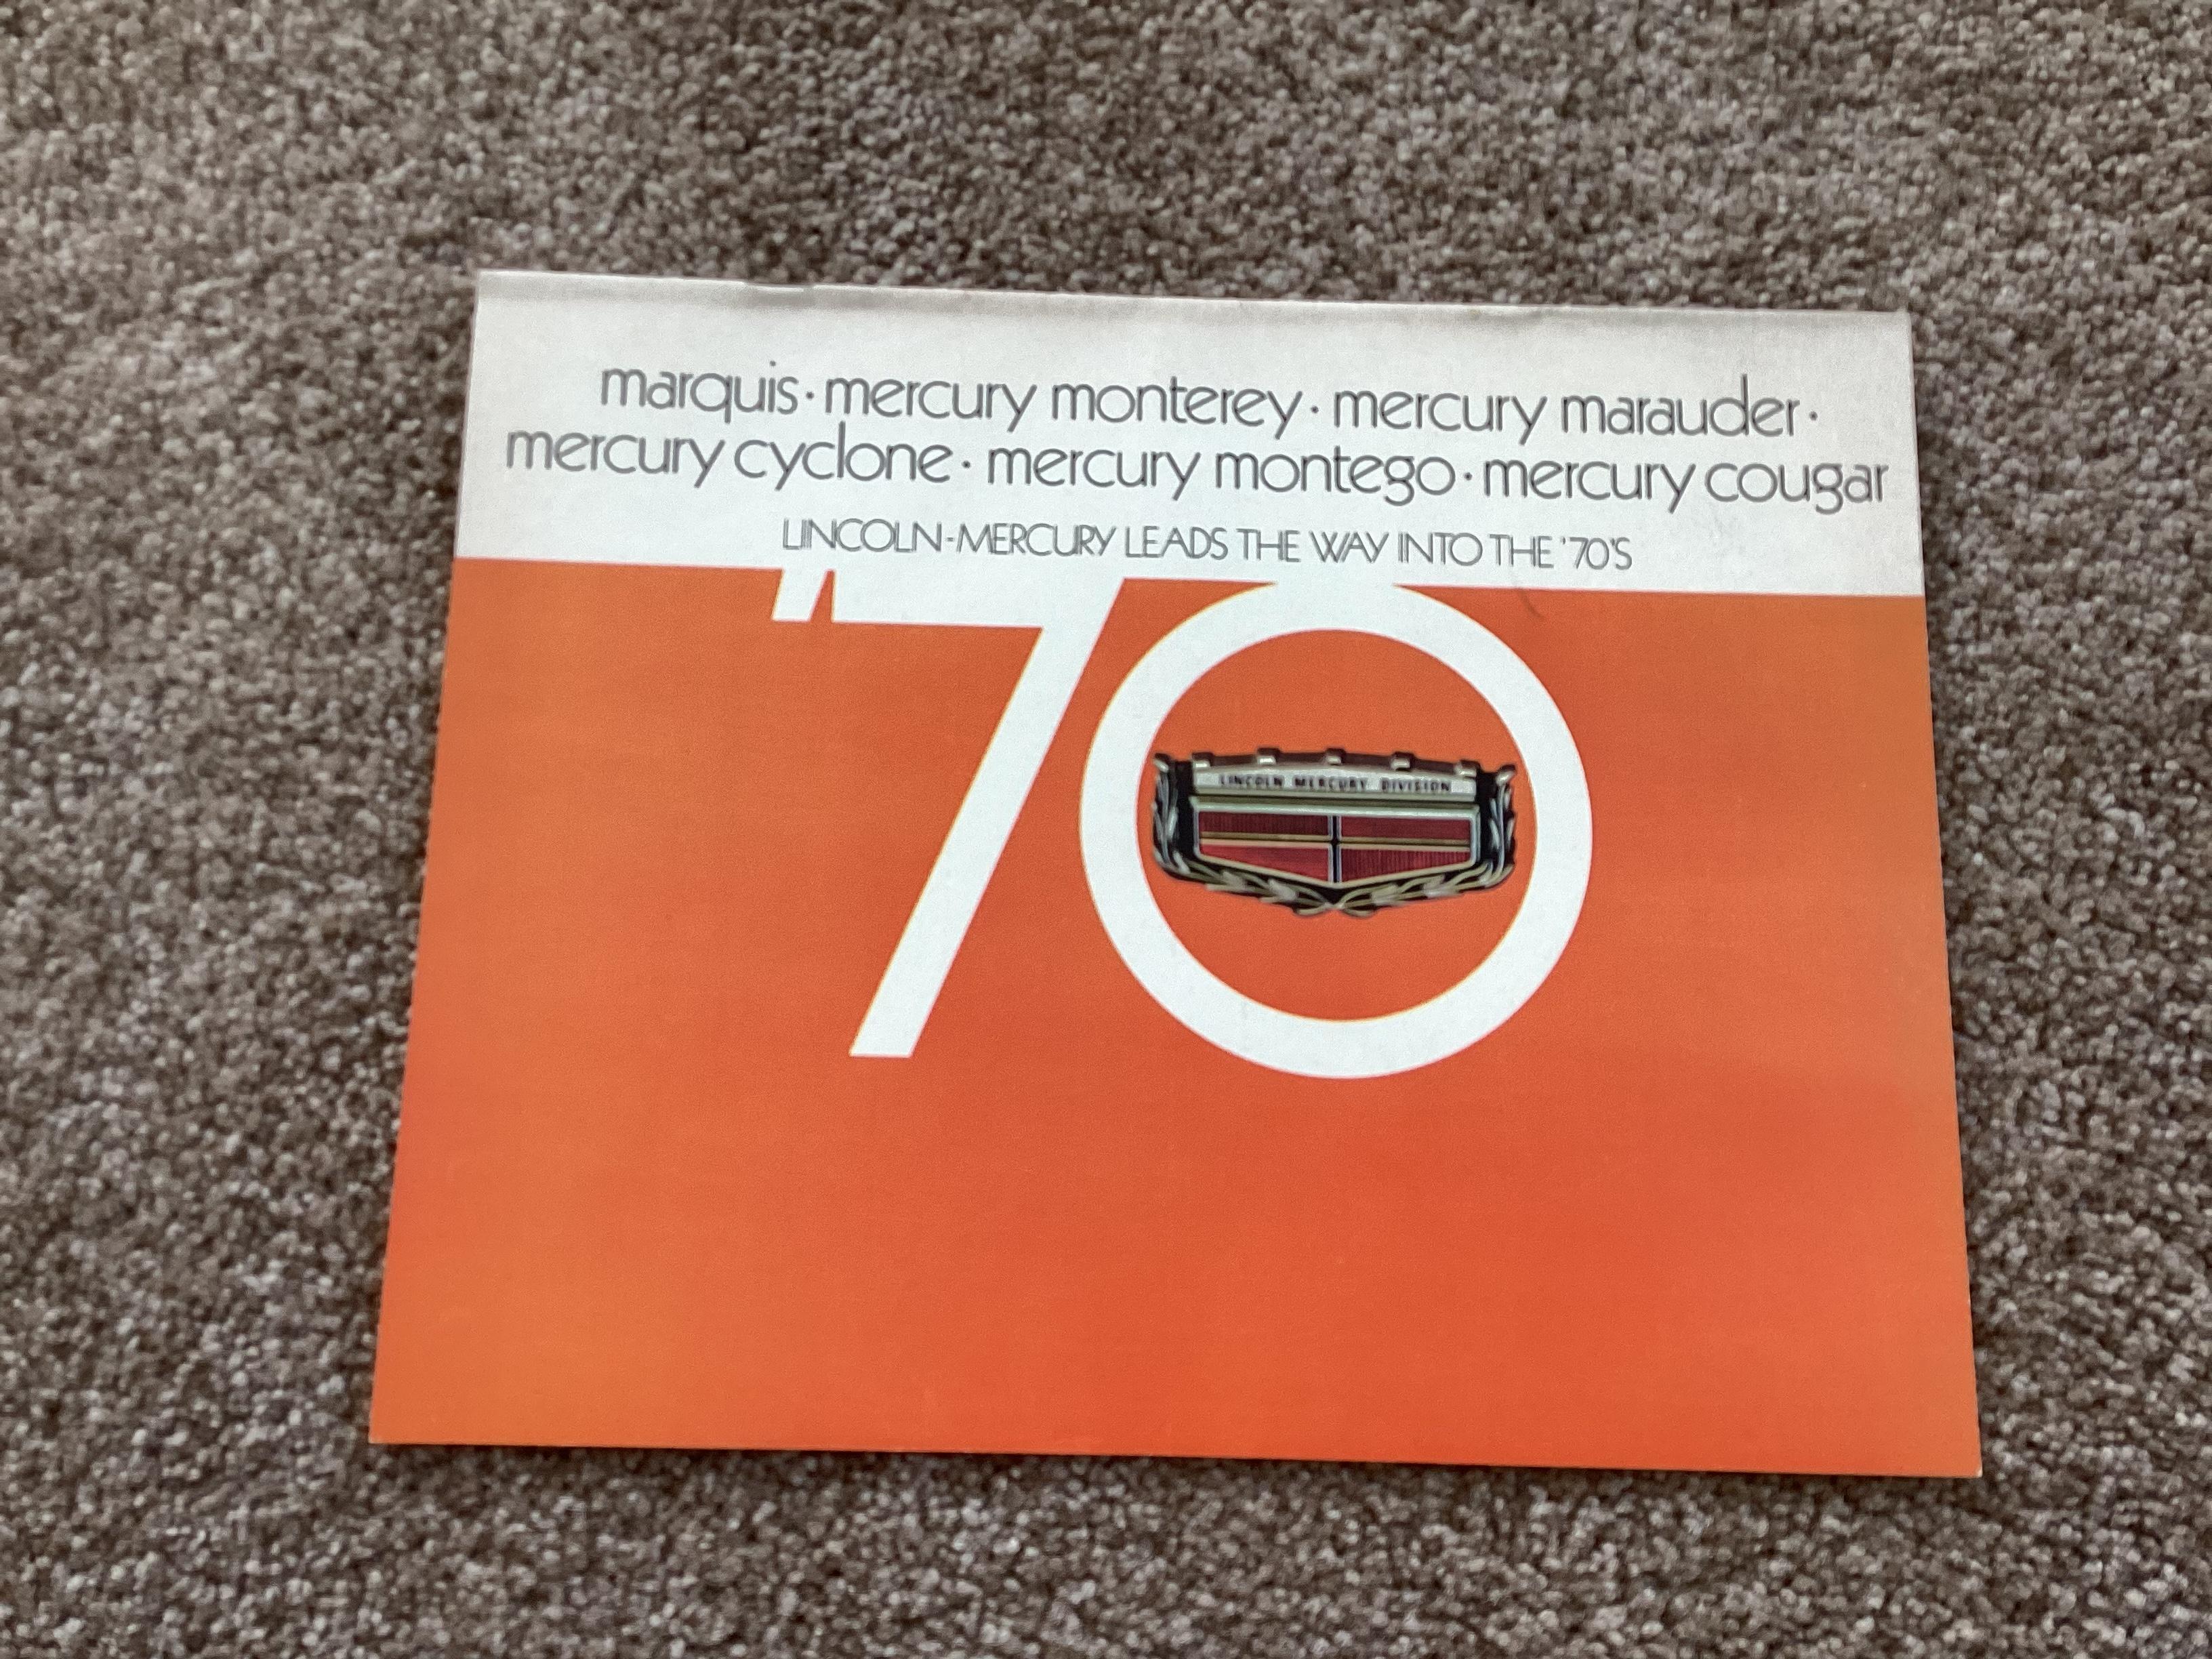 marquis · mercury monterey · mercury marauder ·
mercury cyclone · mercury montego · mercury cougar
LINCOLN-MERCURY LEADS THE WAY INTO THE '70'S
'70
LINCOLN MERCURY DIVISION